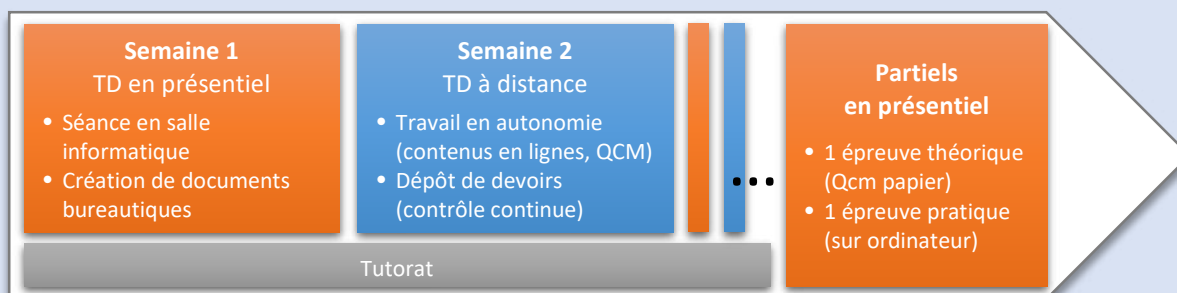 Semaine 1
TD en présentiel
• Séance en salle
informatique
• Création de documents
bureautiques
Semaine 2
TD à distance
• Travail en autonomie
(contenus en lignes, QCM)
• Dépôt de devoirs
(contrôle continue)
...
Partiels
en présentiel
• 1 épreuve théorique
(Qcm papier)
• 1 épreuve pratique
(sur ordinateur)
Tutorat